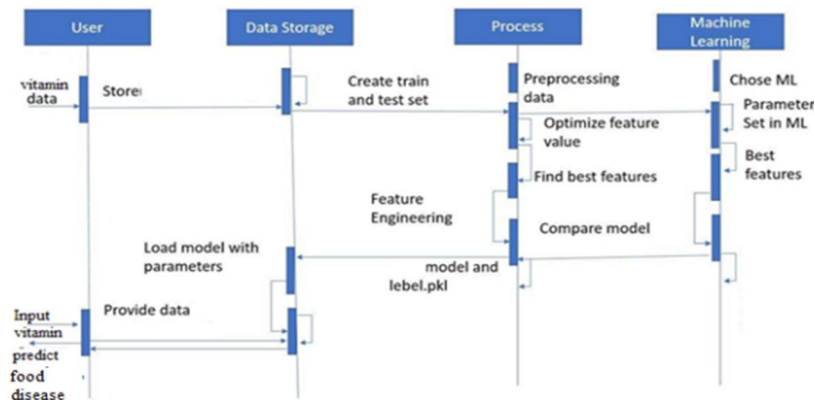 User
Data Storage
Process
Machine
Learning
vitamin
data
Store
Create train
and test set
Preprocessing
data
Chose ML
Parameter
Set in ML
Optimize feature
value
Best
features
Find best features
Feature
Engineering
Compare model
Load model with
parameters
model and
lebel.pkl
Provide data
Input
vitamin
predict
food
disease